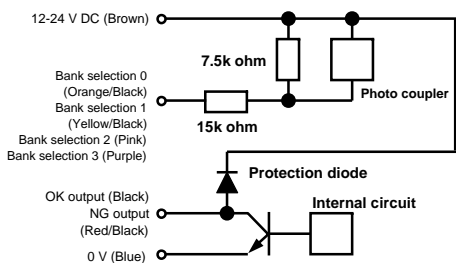 12-24 V DC (Brown)
7.5k ohm
Photo coupler
Bank selection 0
(Orange/Black)
Bank selection 1
(Yellow/Black)
Bank selection 2 (Pink)
Bank selection 3 (Purple)
15k ohm
Protection diode
OK output (Black)
NG output
(Red/Black)
Internal circuit
0 V (Blue)